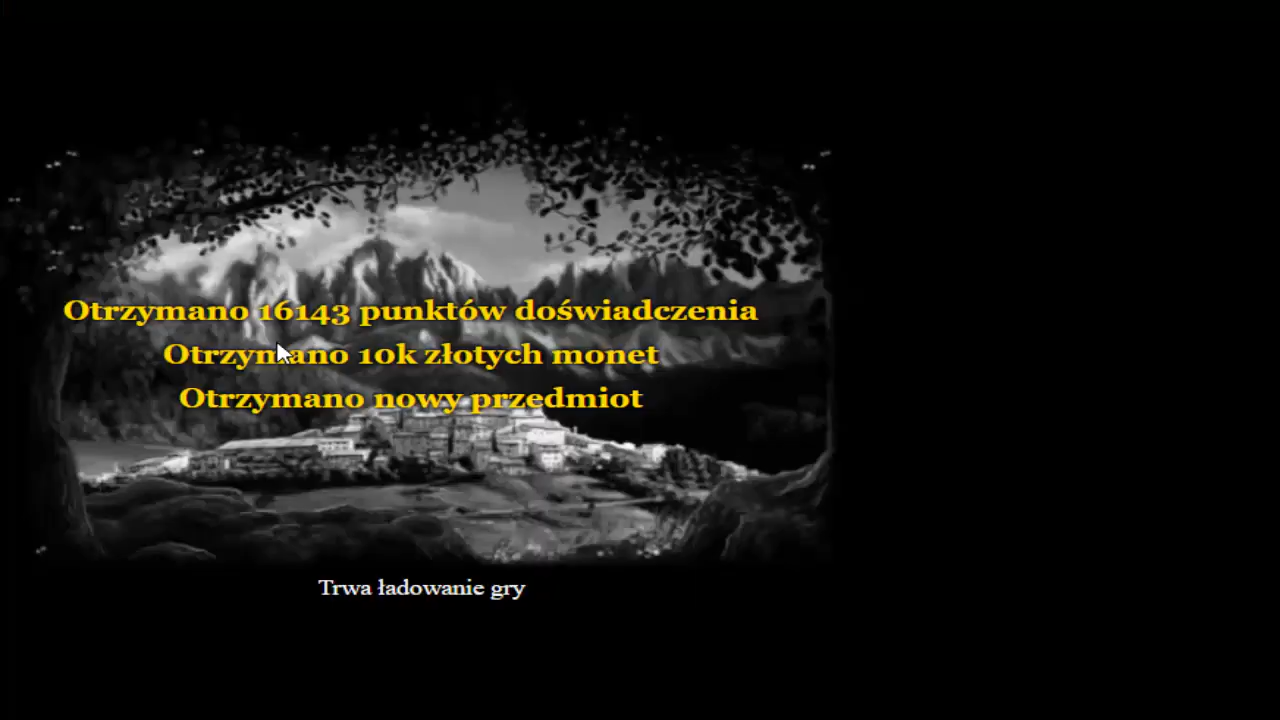 Otrzymano 16143 punktów doświadczenia
Otrzymano 10k złotych monet
Otrzymano nowy przedmiot
Trwa ładowanie gry